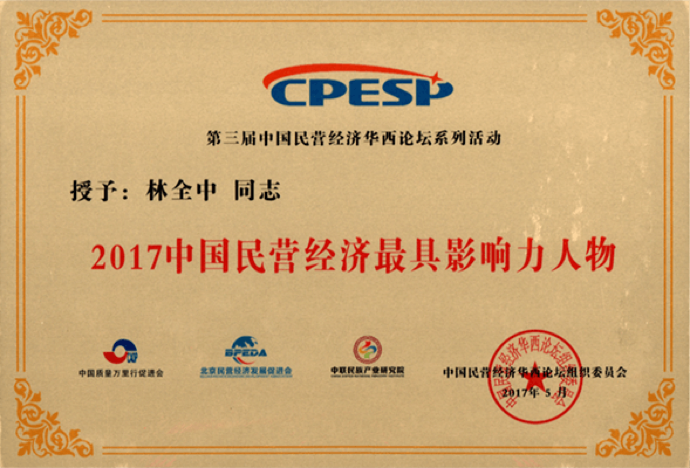 CPESP
第三届中国民营经济华西论坛系列活动
授予：林全中 同志
2017中国民营经济最具影响力人物
中国质量万里行促进会
BPEDA
北京民营经济发展促进会
中联民族产业研究院
中国民营经济华西论坛组织委员会
2017年 5 月
中国民营经济华西论坛组织委员会